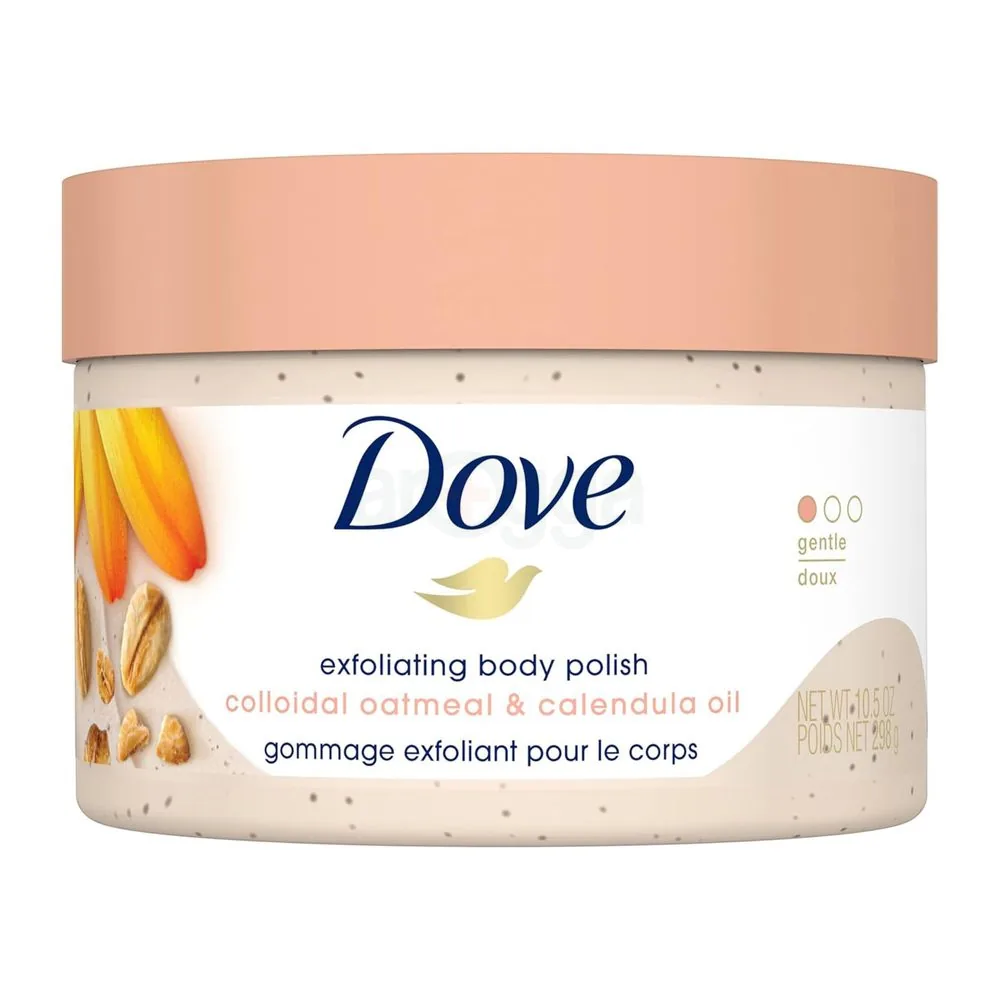 Dove
gentle
doux
exfoliating body polish
colloidal oatmeal & calendula oil
gommage exfoliant pour le corps
NET WT 10.5 OZ
POIDS NET 298 g